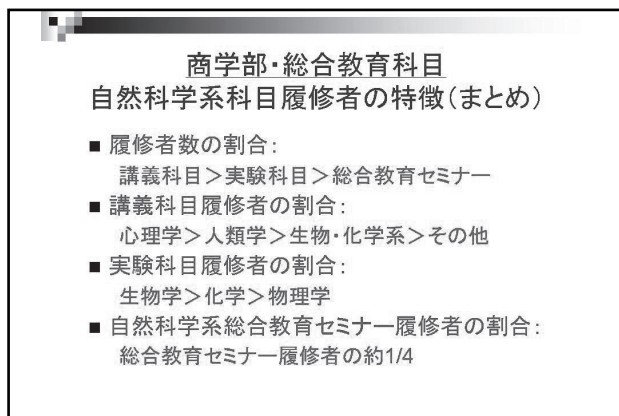 商学部・総合教育科目
自然科学系科目履修者の特徴(まとめ)
■ 履修者数の割合:
講義科目>実験科目>総合教育セミナー
■ 講義科目履修者の割合:
心理学>人類学>生物・化学系>その他
■ 実験科目履修者の割合:
生物学>化学>物理学
■ 自然科学系総合教育セミナー履修者の割合:
総合教育セミナー履修者の約1/4